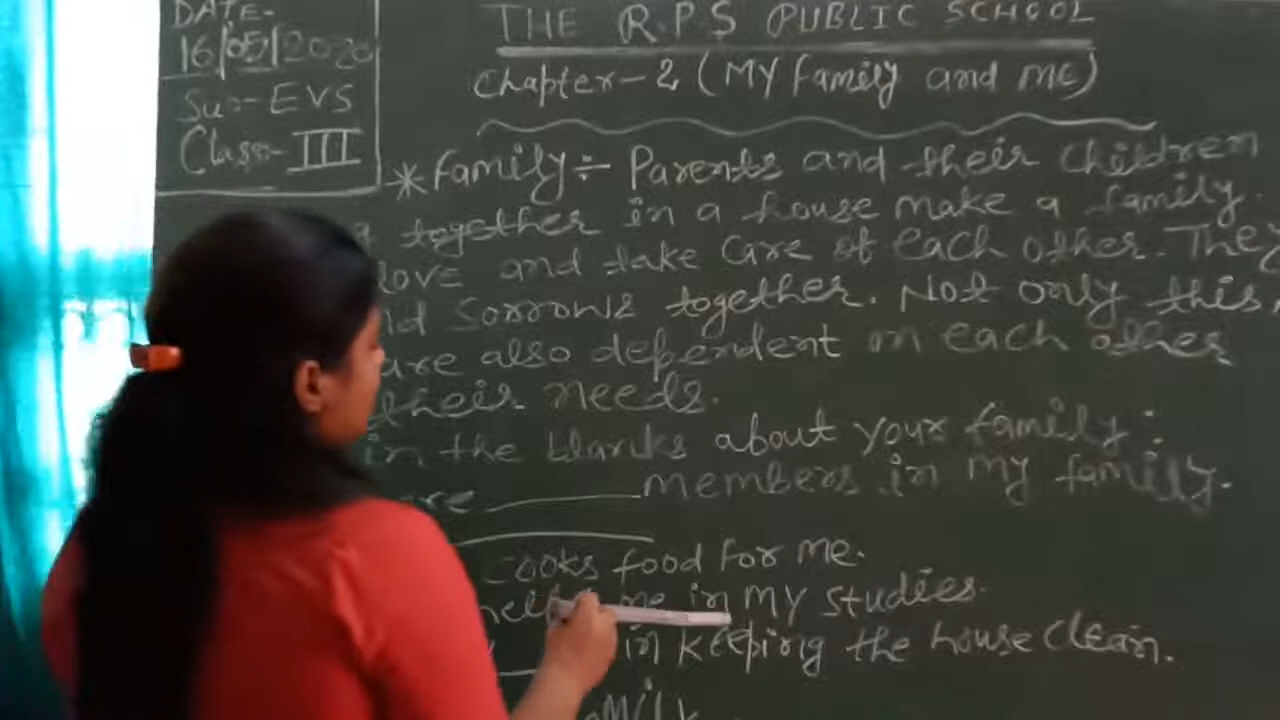 DATE-
16/05/2020
Sub:- EVS
Class:- III
THE R.P.S PUBLIC SCHOOL
Chapter-2 (MY family and me)
*Family:- Parents and their Children
together in a house make a family.
love and take Care of each other. They
Sorrows together. Not only this,
are also dependent on each other
their needs.
in the blanks about your family:
are ______ members in my family.
cooks food for me.
me in My studies.
in keeping the house clean.